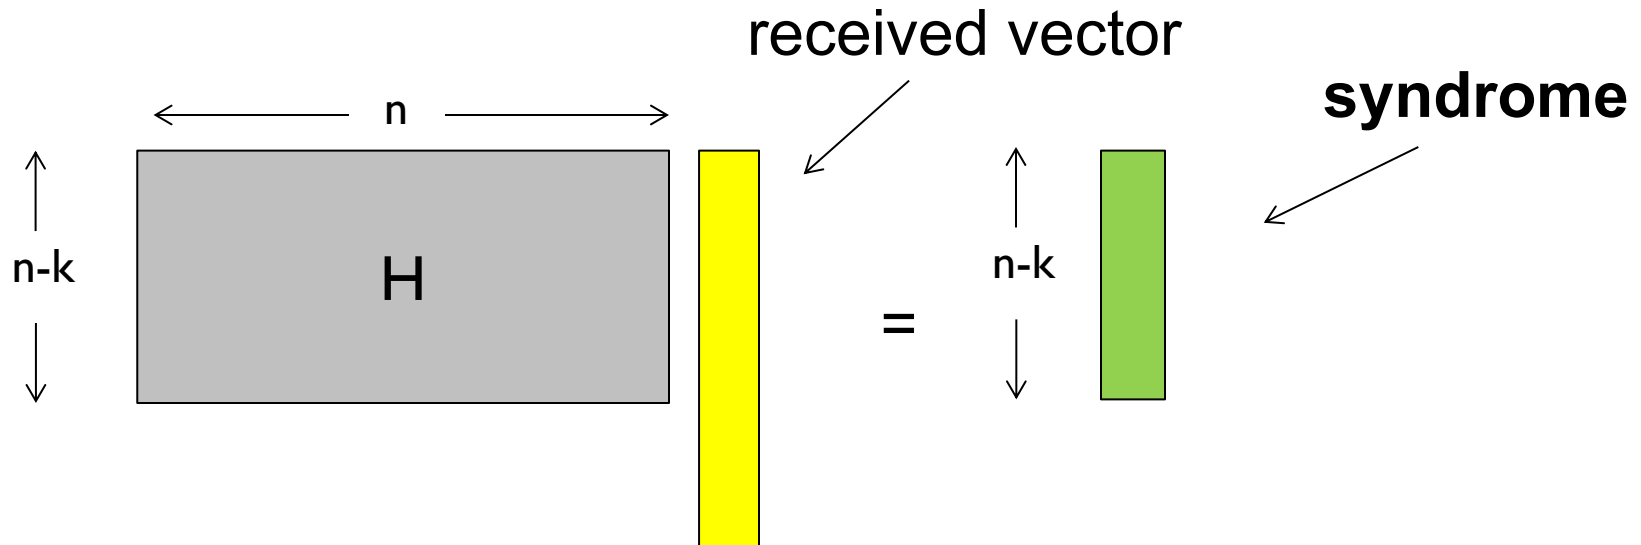 received vector
syndrome
n
n-k
H
=
n-k